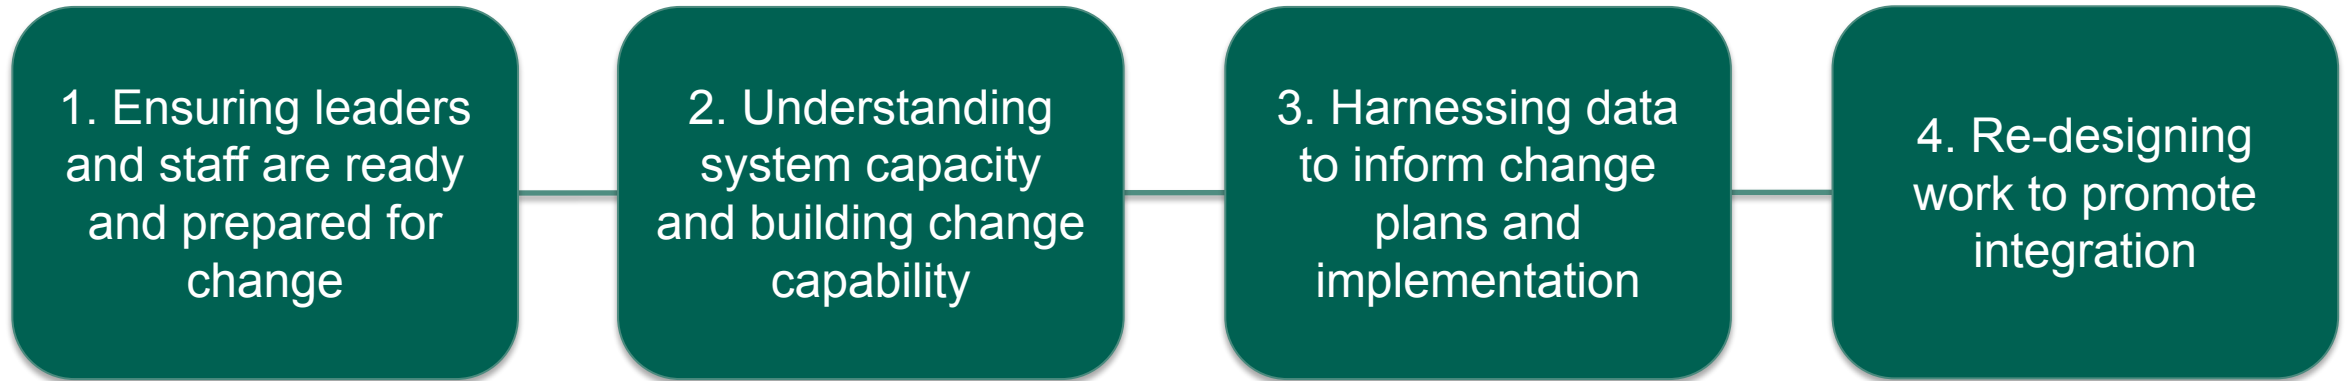 1. Ensuring leaders
and staff are ready
and prepared for
change
2. Understanding
system capacity
and building change
capability
3. Harnessing data
to inform change
plans and
implementation
4. Re-designing
work to promote
integration